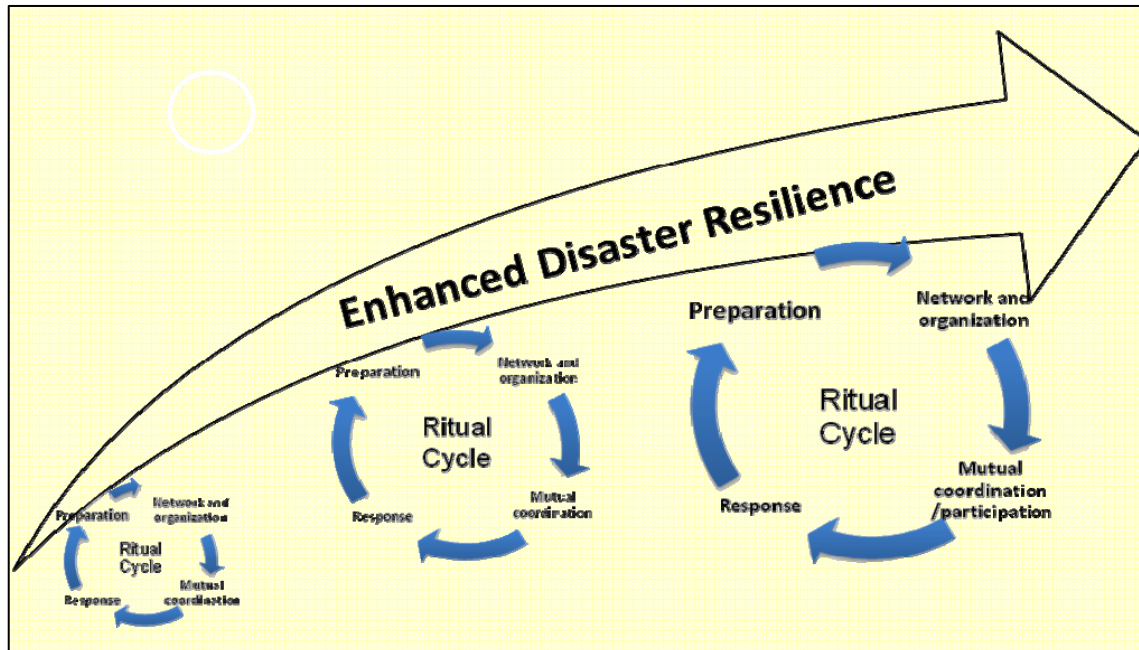 Enhanced Disaster Resilience
Preparation
Network and
organization
Ritual
Cycle
Response
Mutual
coordination
Preparation
Network and
organization
Ritual
Cycle
Response
Mutual
coordination
Preparation
Network and
organization
Ritual
Cycle
Response
Mutual
coordination
/participation